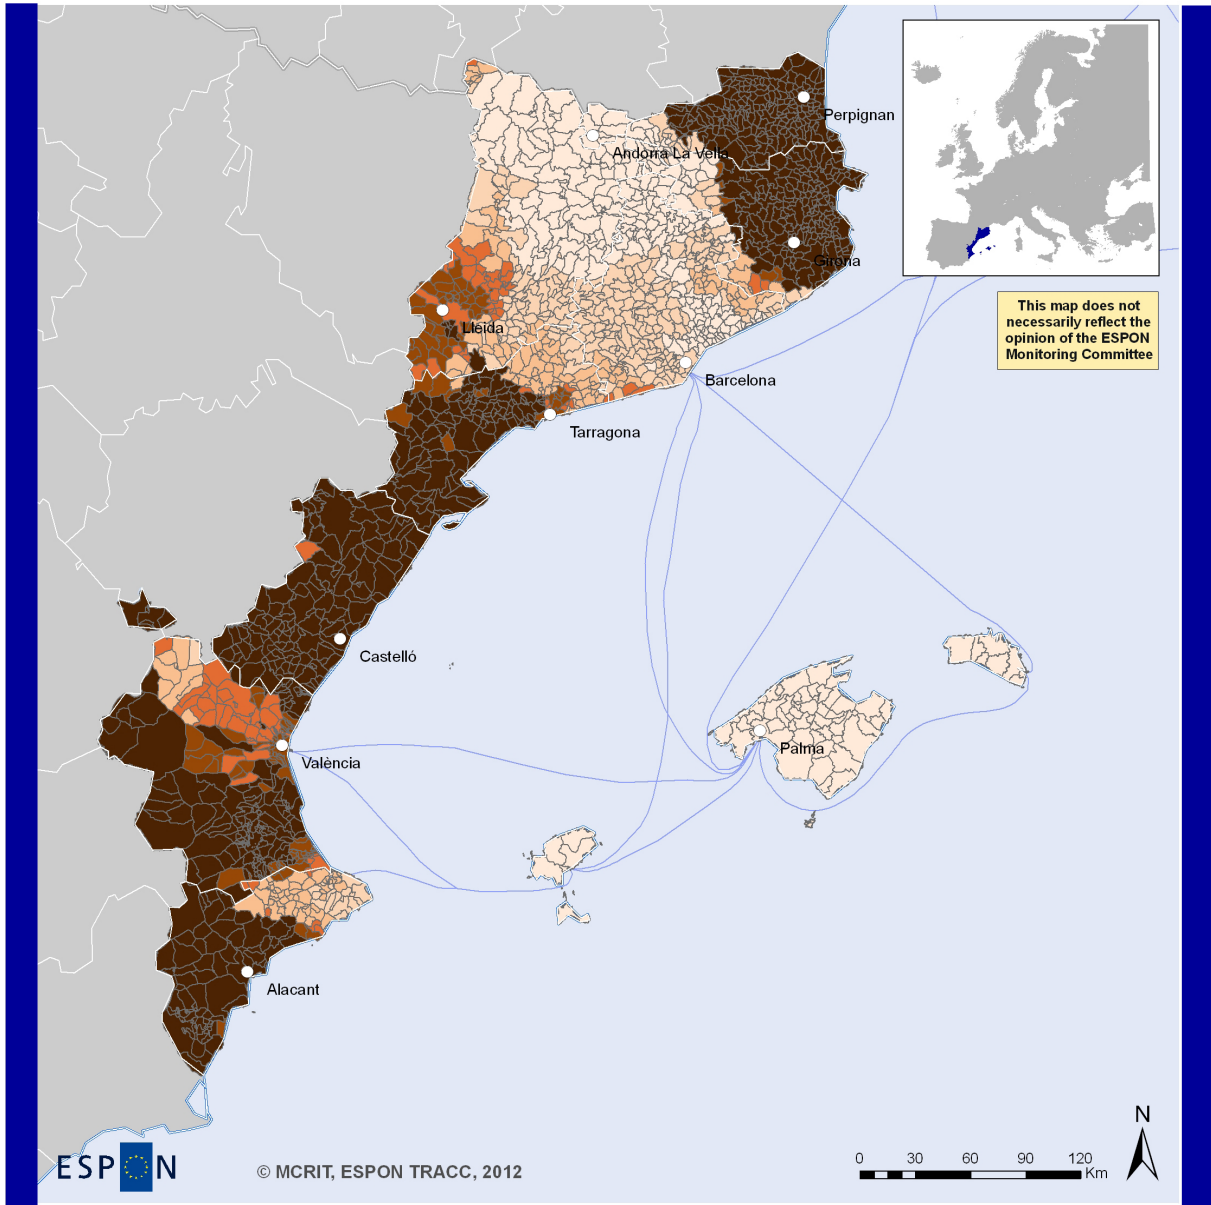 Perpignan
Andorra La Vella
Girona
This map does not
necessarily reflect the
opinion of the ESPON
Monitoring Committee
Lleida
Barcelona
Tarragona
Castelló
Palma
València
Alacant
N
ESPON
© MCRIT, ESPON TRACC, 2012
0 30 60 90 120
Km